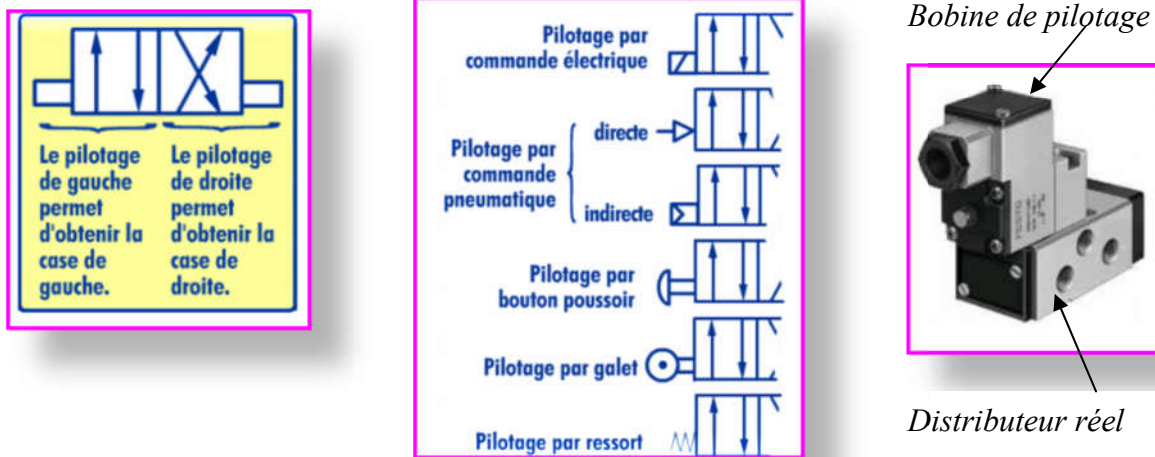 Le pilotage
de gauche
permet
d'obtenir la
case de
gauche.
Le pilotage
de droite
permet
d'obtenir la
case de
droite.
Pilotage par
commande électrique
Pilotage par
commande
pneumatique
directe
indirecte
Pilotage par
bouton poussoir
Pilotage par galet
Pilotage par ressort
Bobine de pilotage
FESTO
Distributeur réel